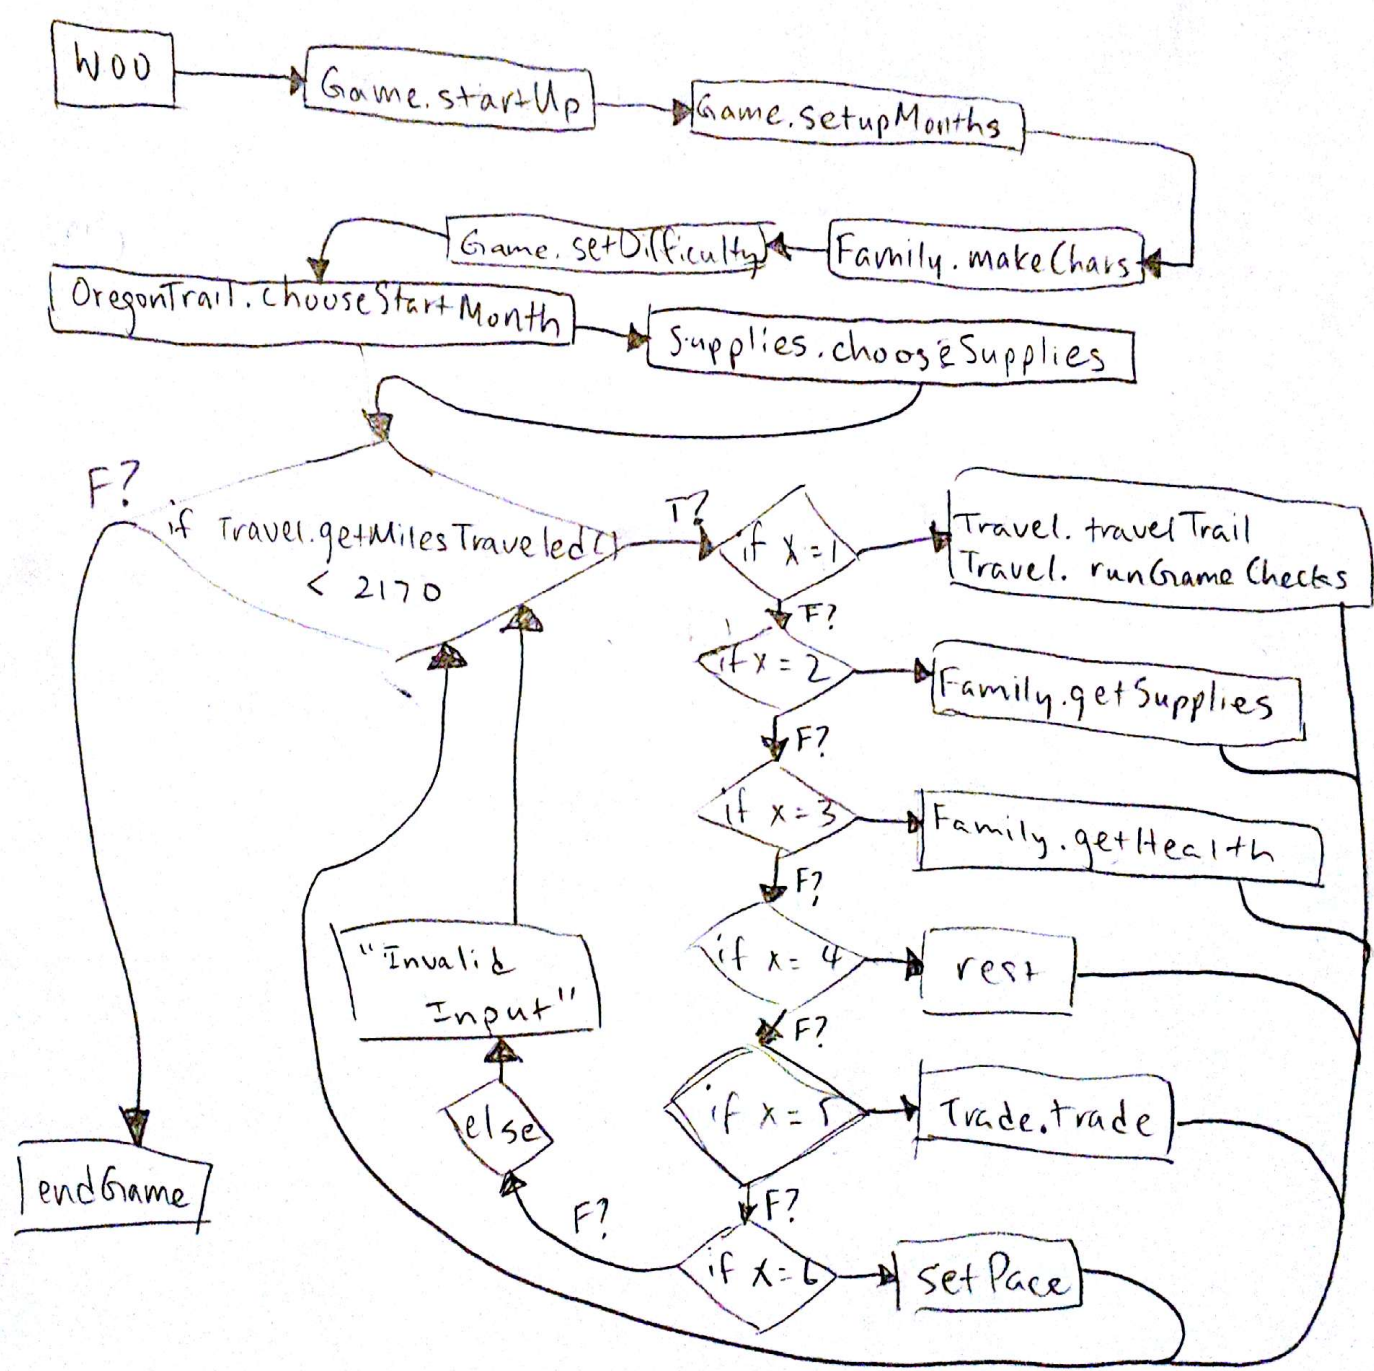 WOO
Game.startUp
Game.setupMonths
Game.setDifficulty
Family.makeChars
OregonTrail.chooseStartMonth
Supplies.chooseSupplies
F?
if Travel.getMilesTraveled()
< 2170
T?
if x=1
Travel.travelTrail
Travel.runGameChecks
F?
if x=2
Family.getSupplies
F?
if x=3
Family.getHealth
F?
if x=4
rest
"Invalid
Input"
F?
if x=5
Trade.trade
else
endGame
F?
F?
if x=6
setPace